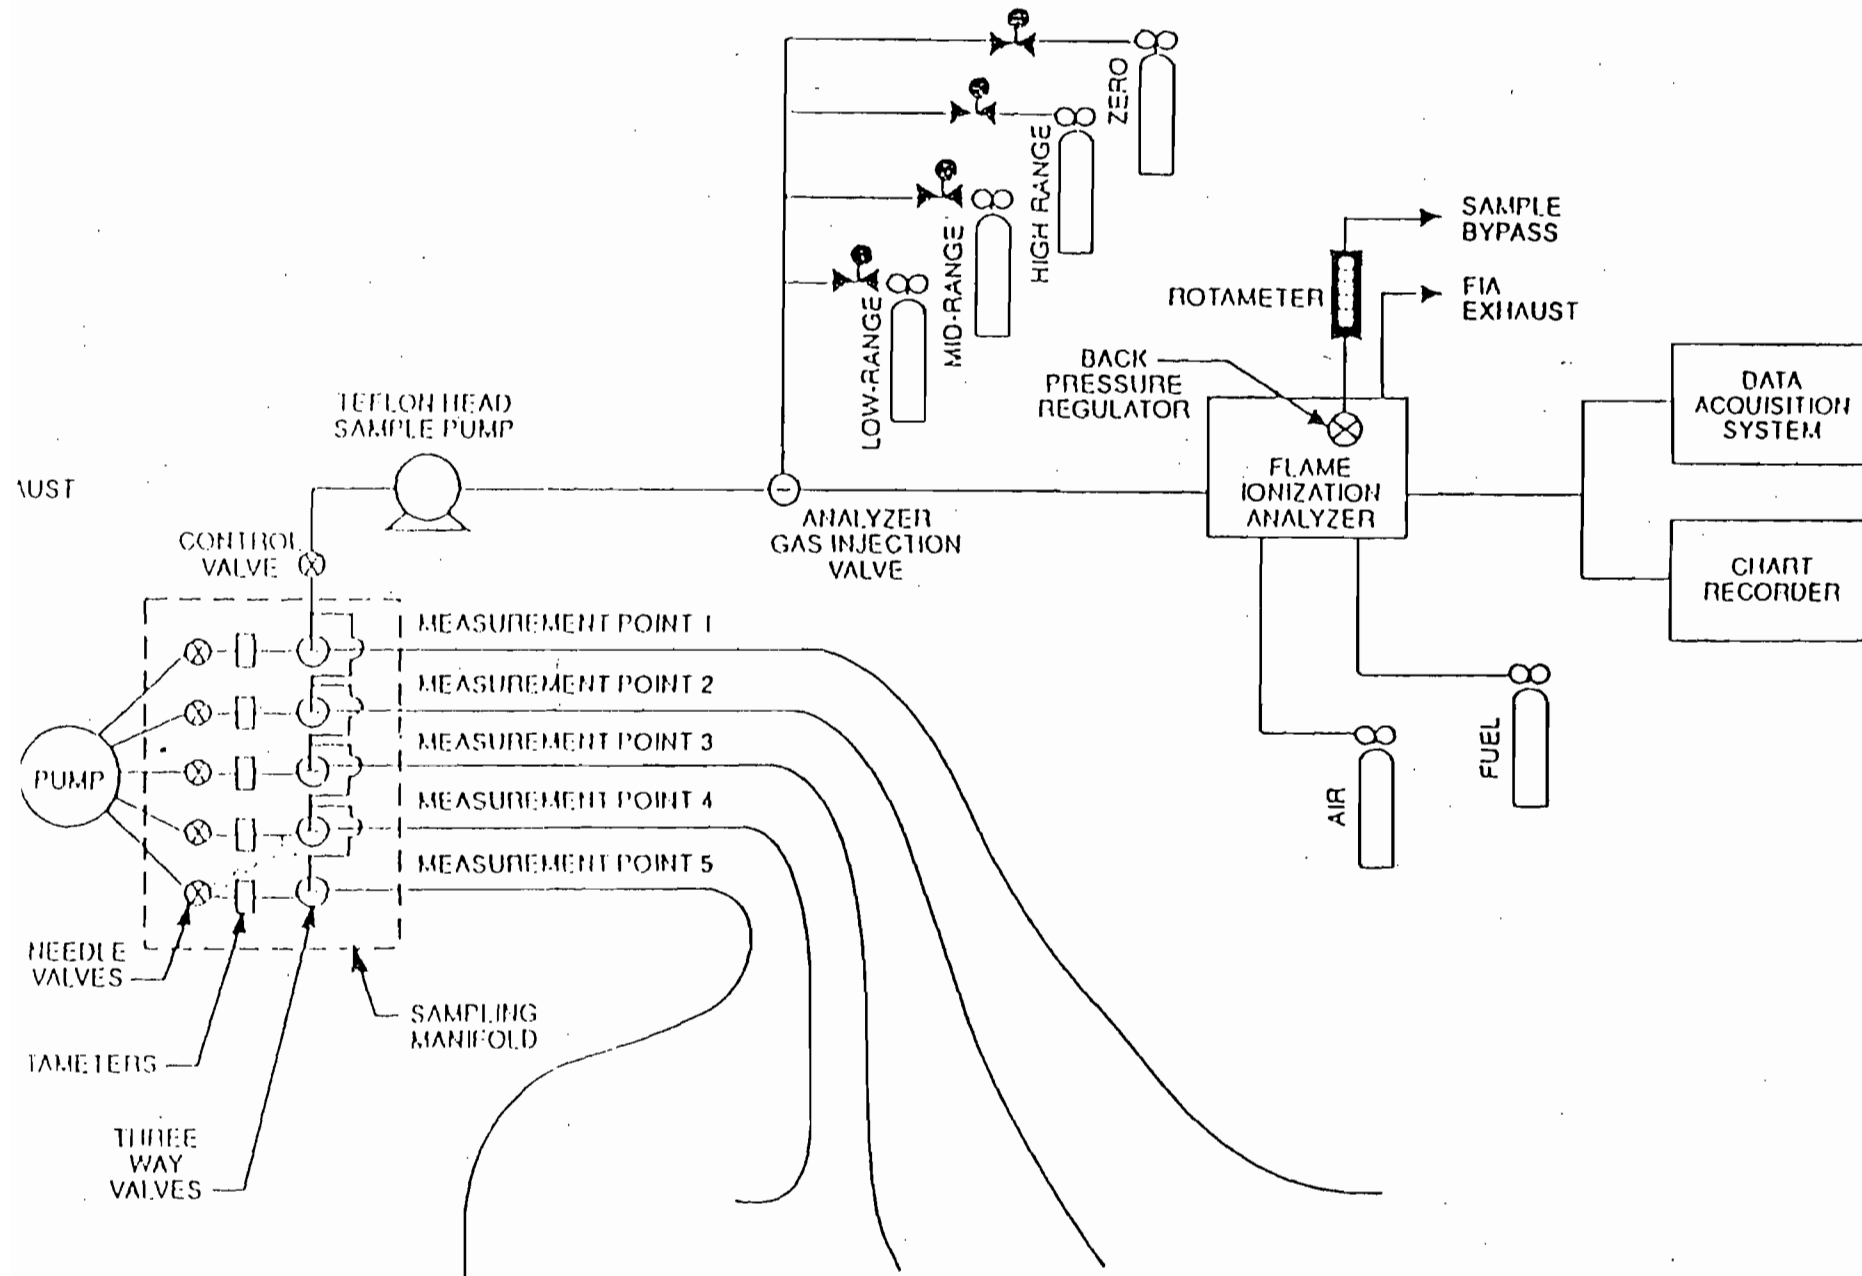 ZERO
HIGH RANGE
MID-RANGE
LOW-RANGE
SAMPLE
BYPASS
ROTAMETER
FIA
EXHAUST
BACK
PRESSURE
REGULATOR
DATA
ACQUISITION
SYSTEM
TEFLON HEAD
SAMPLE PUMP
FLAME
IONIZATION
ANALYZER
AUST
ANALYZER
GAS INJECTION
VALVE
CONTROL
VALVE
CHART
RECORDER
MEASUREMENT POINT 1
MEASUREMENT POINT 2
MEASUREMENT POINT 3
MEASUREMENT POINT 4
MEASUREMENT POINT 5
PUMP
FUEL
AIR
NEEDLE
VALVES
SAMPLING
MANIFOLD
TAMETERS
THREE
WAY
VALVES